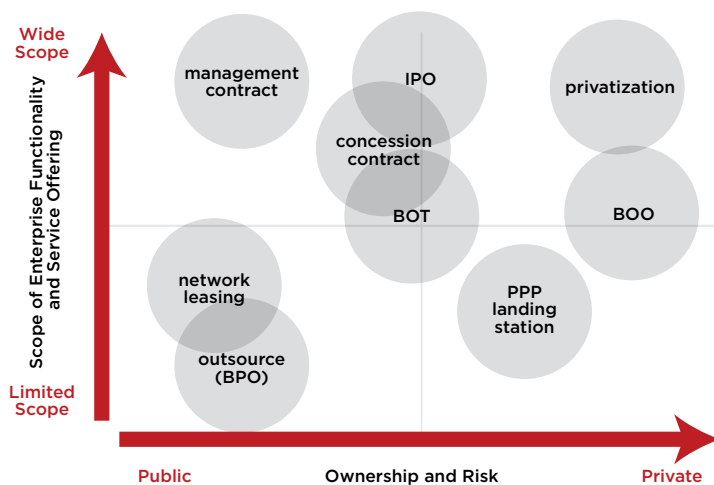 Wide
Scope
Scope of Enterprise Functionality
and Service Offering
Limited
Scope
management
contract
IPO
privatization
concession
contract
BOT
BOO
network
leasing
PPP
landing
station
outsource
(BPO)
Public
Ownership and Risk
Private